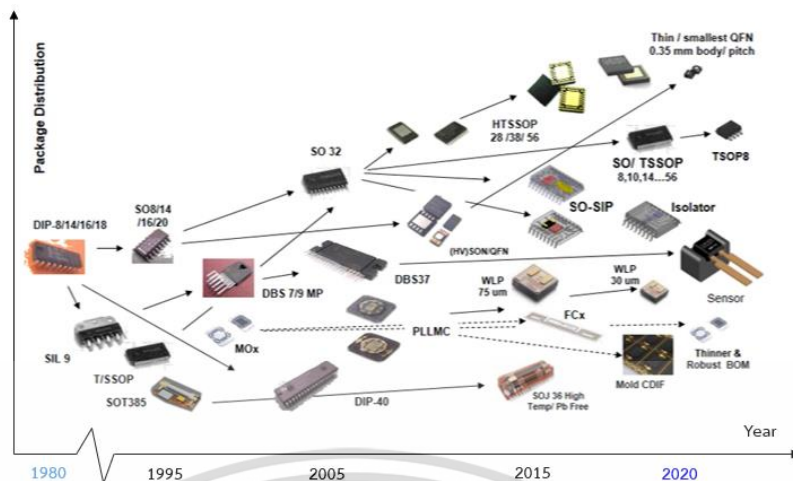 Package Distribution
Thin / smallest QFN
0.35 mm body/ pitch
HTSSOP
28 /38/ 56
SO 32
SO/ TSSOP
8,10,14....56
TSOP8
SO8/14
/16/20
DIP-8/14/16/18
SO-SIP
Isolator
(HV)SON/QFN
DBS 7/9 MP
DBS37
WLP
75 um
WLP
30 um
Sensor
SIL 9
MOx
PLLMC
FCx
T/SSOP
Thinner &
Robust BOM
SOT385
DIP-40
SOJ 36 High
Temp/ Pb Free
Mold CDIF
Year
1980
1995
2005
2015
2020